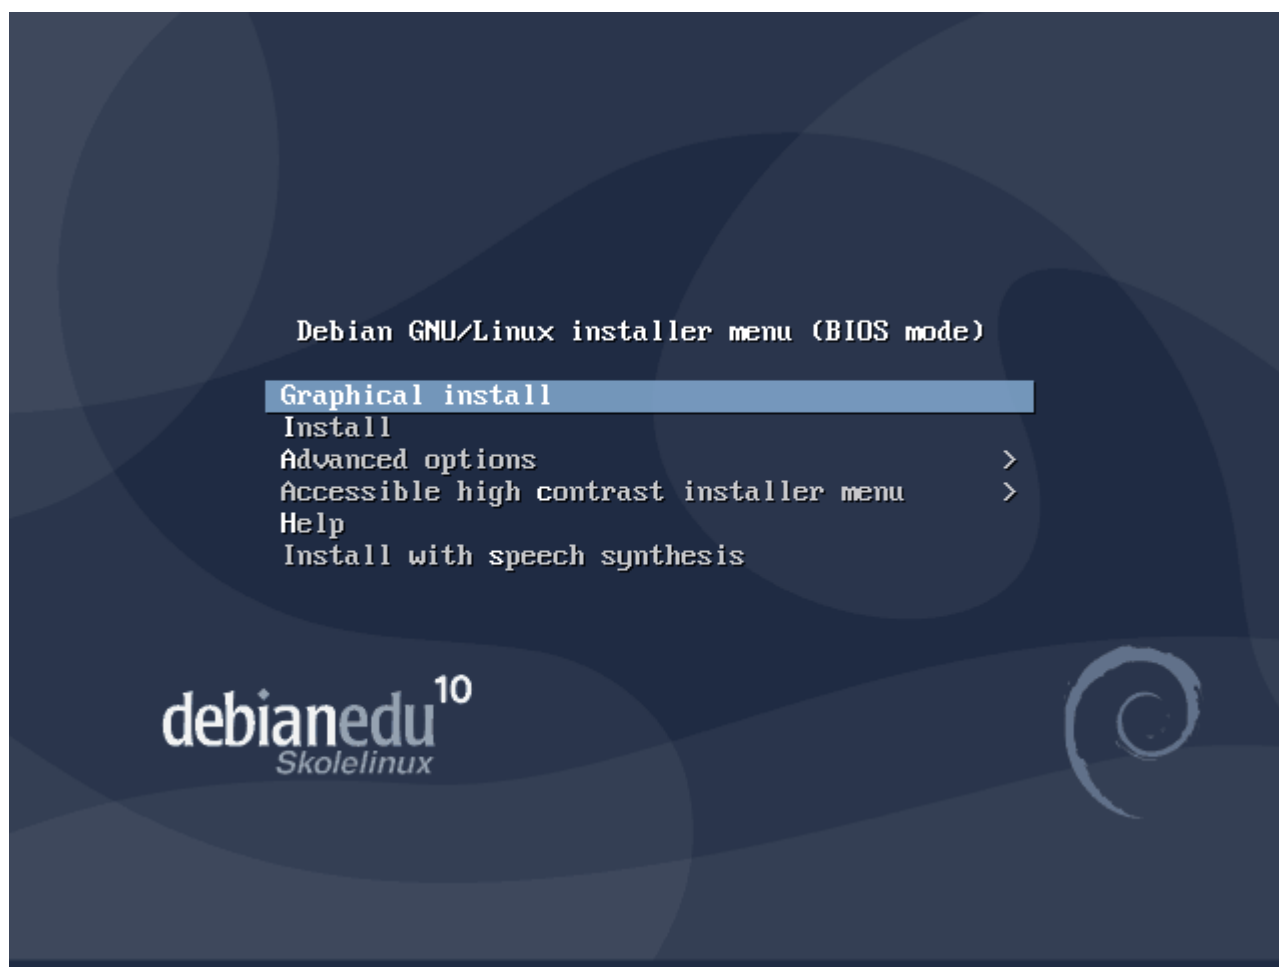 Debian GNU/Linux installer menu (BIOS mode)
Graphical install
Install
Advanced options >
Accessible high contrast installer menu >
Help
Install with speech synthesis
debianedu 10
Skolelinux